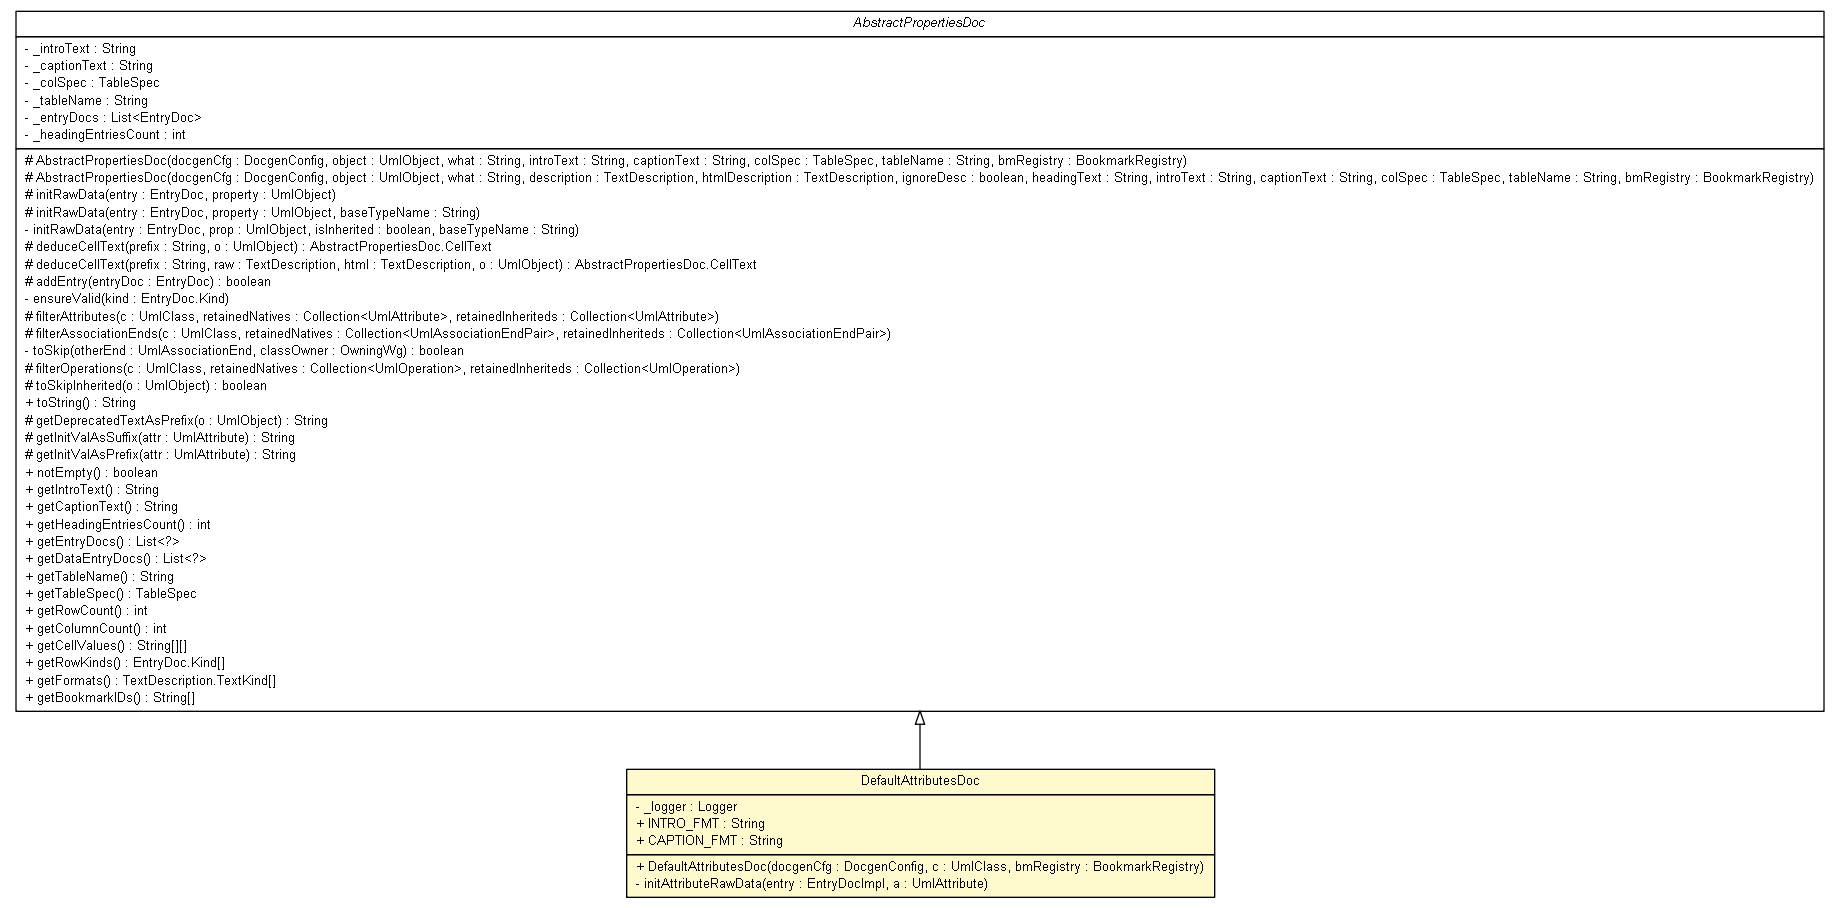 AbstractPropertiesDoc
- _introText : String
- _captionText : String
- _colSpec : TableSpec
- _tableName : String
- _entryDocs : List<EntryDoc>
- _headingEntriesCount : int
# AbstractPropertiesDoc(docgenCfg : DocgenConfig, object : UmlObject, what : String, introText : String, captionText : String, colSpec : TableSpec, tableName : String, bmRegistry : BookmarkRegistry)
# AbstractPropertiesDoc(docgenCfg : DocgenConfig, object : UmlObject, what : String, description : TextDescription, htmlDescription : TextDescription, ignoreDesc : boolean, headingText : String, introText : String, captionText : String, colSpec : TableSpec, tableName : String, bmRegistry : BookmarkRegistry)
# initRawData(entry : EntryDoc, property : UmlObject)
# initRawData(entry : EntryDoc, property : UmlObject, baseTypeName : String)
- initRawData(entry : EntryDoc, prop : UmlObject, isInherited : boolean, baseTypeName : String)
# deduceCellText(prefix : String, o : UmlObject) : AbstractPropertiesDoc.CellText
# deduceCellText(prefix : String, raw : TextDescription, html : TextDescription, o : UmlObject) : AbstractPropertiesDoc.CellText
# addEntry(entryDoc : EntryDoc) : boolean
- ensureValid(kind : EntryDoc.Kind)
# filterAttributes(c : UmlClass, retainedNatives : Collection<UmlAttribute>, retainedInheriteds : Collection<UmlAttribute>)
# filterAssociationEnds(c : UmlClass, retainedNatives : Collection<UmlAssociationEndPair>, retainedInheriteds : Collection<UmlAssociationEndPair>)
- toSkip(otherEnd : UmlAssociationEnd, classOwner : OwningWg) : boolean
# filterOperations(c : UmlClass, retainedNatives : Collection<UmlOperation>, retainedInheriteds : Collection<UmlOperation>)
# toSkipInherited(o : UmlObject) : boolean
+ toString() : String
# getDeprecatedTextAsPrefix(o : UmlObject) : String
# getInitValAsSuffix(attr : UmlAttribute) : String
# getInitValAsPrefix(attr : UmlAttribute) : String
+ notEmpty() : boolean
+ getIntroText() : String
+ getCaptionText() : String
+ getHeadingEntriesCount() : int
+ getEntryDocs() : List<?>
+ getDataEntryDocs() : List<?>
+ getTableName() : String
+ getTableSpec() : TableSpec
+ getRowCount() : int
+ getColumnCount() : int
+ getCellValues() : String[][]
+ getRowKinds() : EntryDoc.Kind[]
+ getFormats() : TextDescription.TextKind[]
+ getBookmarkIDs() : String[]
DefaultAttributesDoc
- _logger : Logger
+ INTRO_FMT : String
+ CAPTION_FMT : String
+ DefaultAttributesDoc(docgenCfg : DocgenConfig, c : UmlClass, bmRegistry : BookmarkRegistry)
- initAttributeRawData(entry : EntryDocImpl, a : UmlAttribute)